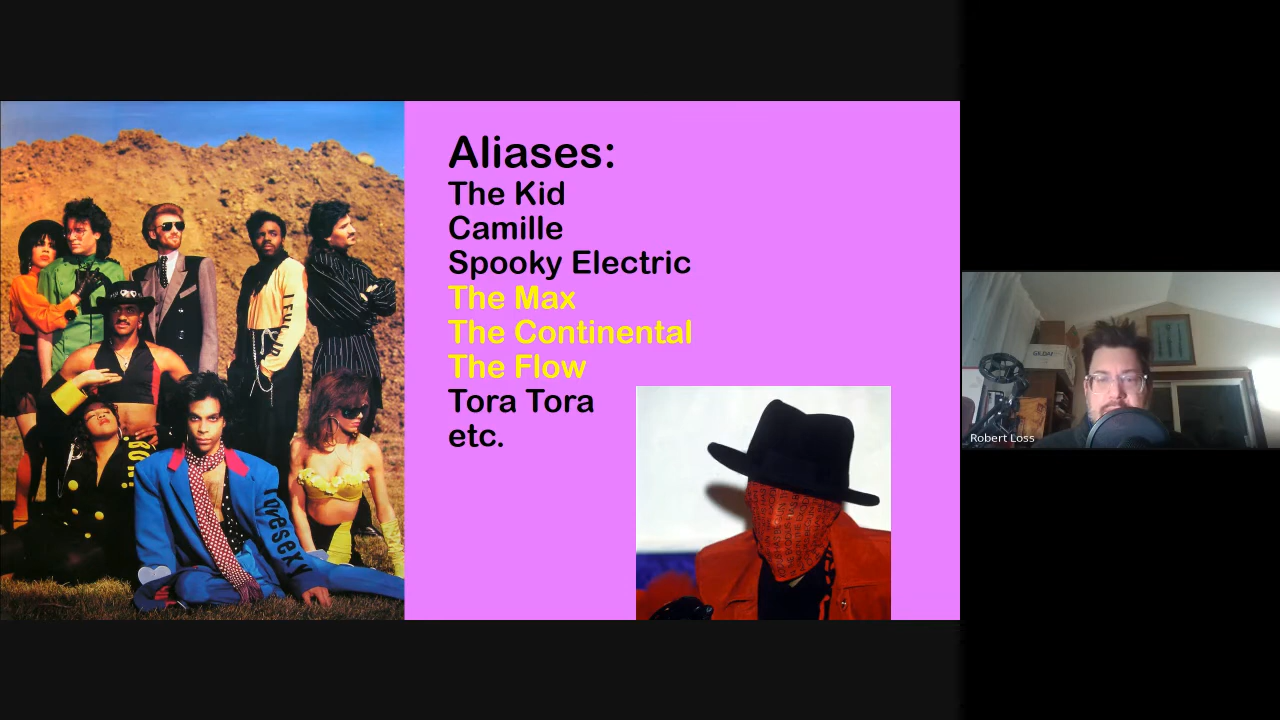 Aliases:
The Kid
Camille
Spooky Electric
The Max
The Continental
The Flow
Tora Tora
etc.
Lovesexy
Robert Loss